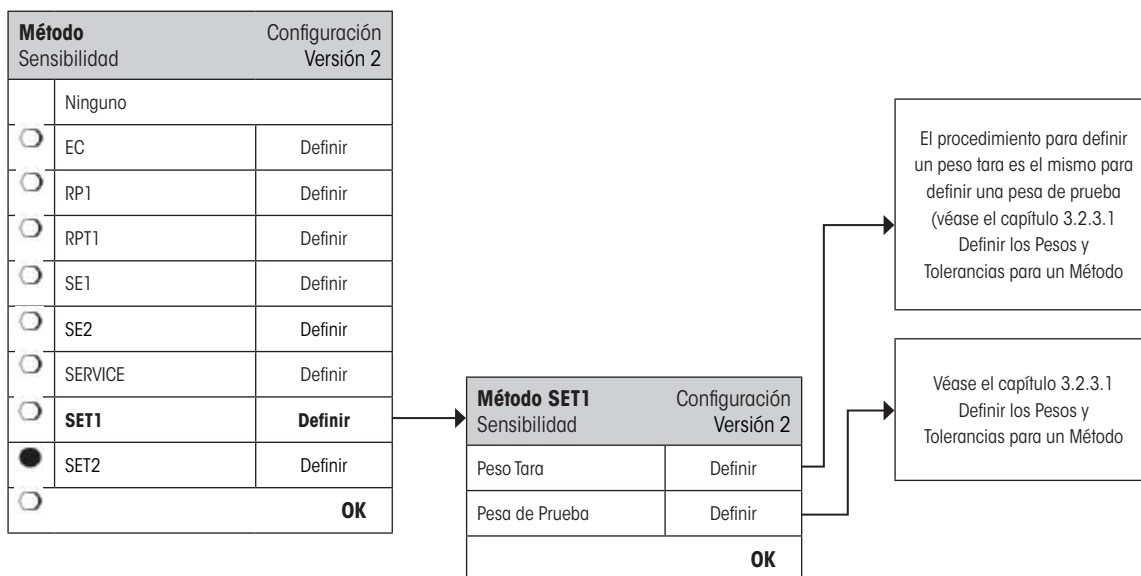 Método Configuración
Sensibilidad Versión 2
Ninguno
EC Definir
RP1 Definir
RPT1 Definir
SE1 Definir
SE2 Definir
SERVICE Definir
SET1 Definir
SET2 Definir
OK
Método SET1 Configuración
Sensibilidad Versión 2
Peso Tara Definir
Pesa de Prueba Definir
OK
El procedimiento para definir
un peso tara es el mismo para
definir una pesa de prueba
(véase el capítulo 3.2.3.1
Definir los Pesos y
Tolerancias para un Método
Véase el capítulo 3.2.3.1
Definir los Pesos y
Tolerancias para un Método